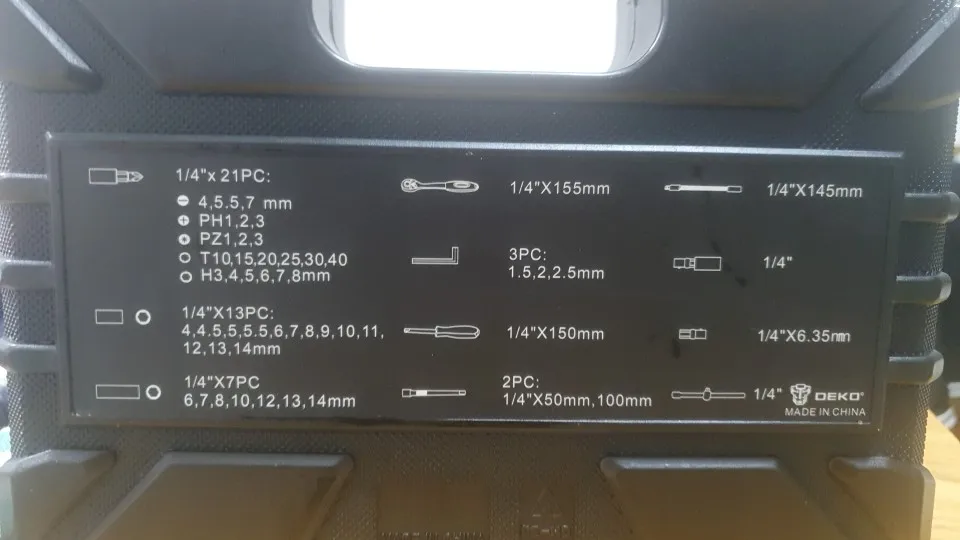 1/4"x 21PC:
4,5.5,7 mm
PH1,2,3
PZ1,2,3
T10,15,20,25,30,40
H3,4,5,6,7,8mm
1/4"X13PC:
4,4.5,5,5.5,6,7,8,9,10,11,
12,13,14mm
1/4"X7PC
6,7,8,10,12,13,14mm
1/4"X155mm
3PC:
1.5,2,2.5mm
1/4"X150mm
2PC:
1/4"X50mm,100mm
1/4"X145mm
1/4"
1/4"X6.35mm
1/4"
DEKO®
MADE IN CHINA